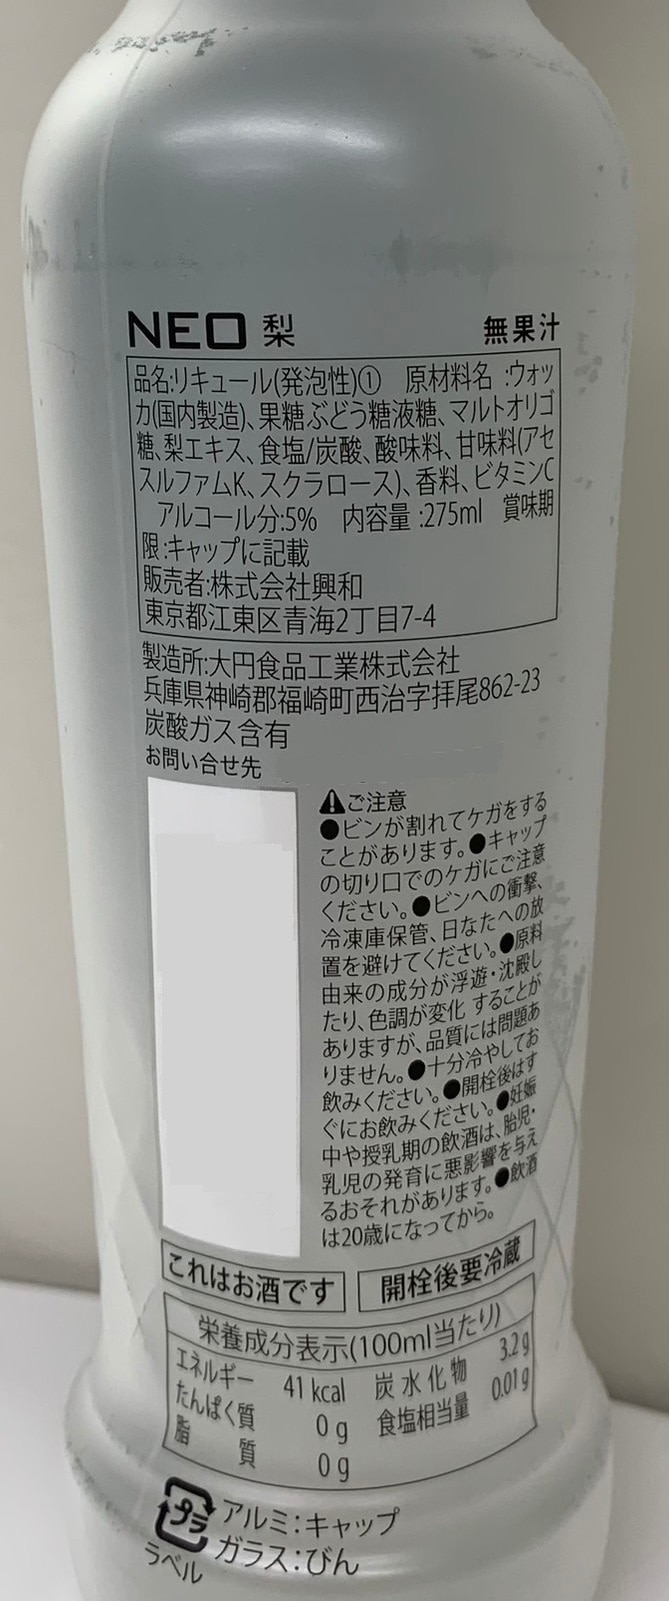 NEO 梨 無果汁
品名:リキュール(発泡性)① 原材料名:ウォッ
カ(国内製造)、果糖ぶどう糖液糖、マルトオリゴ
糖、梨エキス、食塩/炭酸、酸味料、甘味料(アセ
スルファムK、スクラロース)、香料、ビタミンC
アルコール分:5% 内容量:275ml 賞味期
限:キャップに記載
販売者:株式会社興和
東京都江東区青海2丁目7-4
製造所:大円食品工業株式会社
兵庫県神崎郡福崎町西治字拝尾862-23
炭酸ガス含有
お問い合せ先
ご注意
●ビンが割れてケガをする
ことがあります。●キャップ
の切り口でのケガにご注意
ください。●ビンへの衝撃、
冷凍庫保管、日なたへの放
置を避けてください。●原料
由来の成分が浮遊・沈殿し
たり、色調が変化することが
ありますが、品質には問題あ
りません。●十分冷やしてお
飲みください。●開栓後はす
ぐにお飲みください。●妊娠
中や授乳期の飲酒は、胎児・
乳児の発育に悪影響を与え
るおそれがあります。●飲酒
は20歳になってから。
これはお酒です 開栓後要冷蔵
栄養成分表示(100ml当たり)
エネルギー 41kcal 炭水化物 3.2g
たんぱく質 0g 食塩相当量 0.01g
脂質 0g
プラ アルミ:キャップ
ラベル ガラス:びん